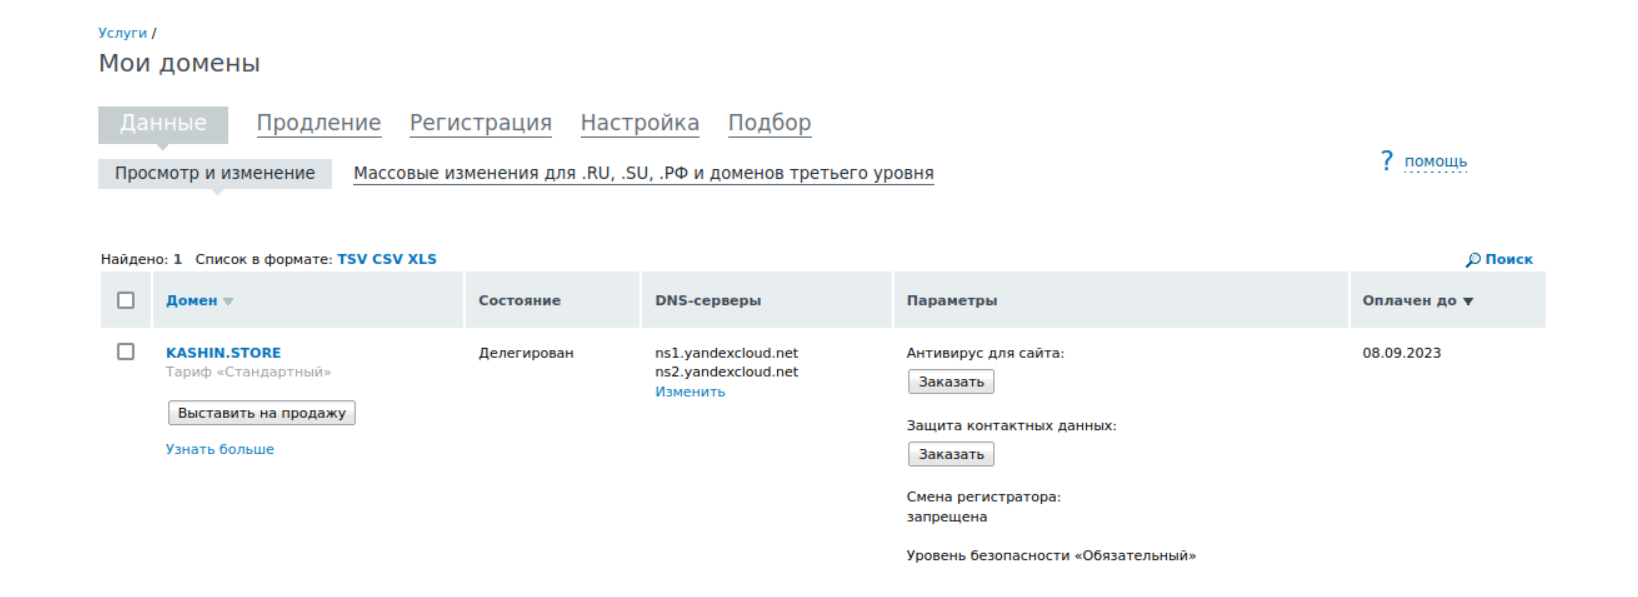 Услуги /
Мои домены
Данные Продление Регистрация Настройка Подбор
Просмотр и изменение Массовые изменения для .RU, .SU, .РФ и доменов третьего уровня
? помощь
Найдено: 1 Список в формате: TSV CSV XLS
Поиск
Домен Состояние DNS-серверы Параметры Оплачен до
KASHIN.STORE
Тариф «Стандартный»
Выставить на продажу
Узнать больше
Делегирован
ns1.yandexcloud.net
ns2.yandexcloud.net
Изменить
Антивирус для сайта:
Заказать
Защита контактных данных:
Заказать
Смена регистратора:
запрещена
Уровень безопасности «Обязательный»
08.09.2023